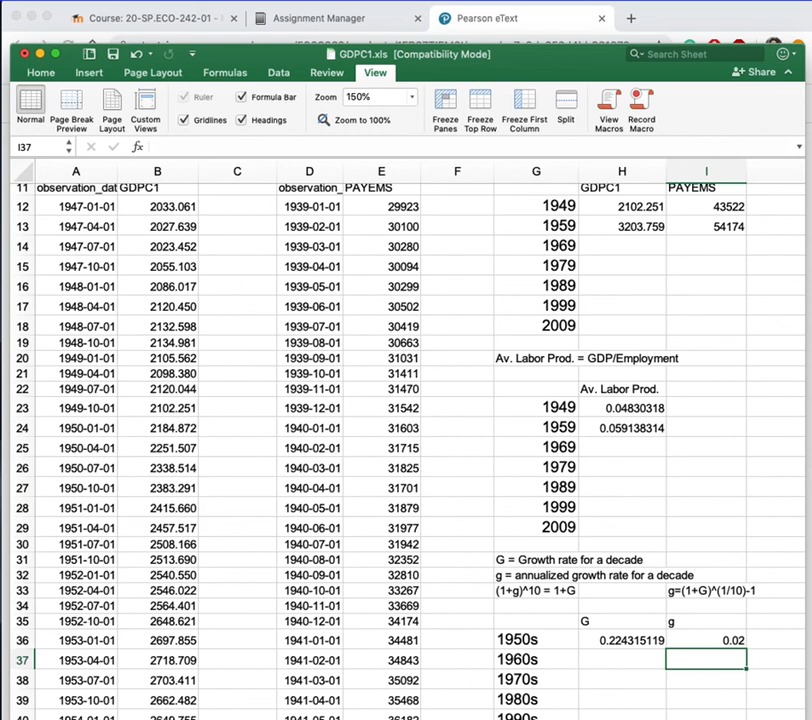 Course: 20-SP.ECO-242-01 - Assignment Manager Pearson eText
GDPC1.xls [Compatibility Mode] Search Sheet
Home Insert Page Layout Formulas Data Review View Share
Ruler Formula Bar Zoom 150%
Gridlines Headings Zoom to 100%
Normal Page Break Preview Page Layout Custom Views Freeze Panes Freeze Top Row Freeze First Column Split View Macros Record Macro
I37 fx
A B C D E F G H I
11 observation_dat GDPC1 observation_ PAYEMS GDPC1 PAYEMS
12 1947-01-01 2033.061 1939-01-01 29923 1949 2102.251 43522
13 1947-04-01 2027.639 1939-02-01 30100 1959 3203.759 54174
14 1947-07-01 2023.452 1939-03-01 30280 1969
15 1947-10-01 2055.103 1939-04-01 30094 1979
16 1948-01-01 2086.017 1939-05-01 30299 1989
17 1948-04-01 2120.450 1939-06-01 30502 1999
18 1948-07-01 2132.598 1939-07-01 30419 2009
19 1948-10-01 2134.981 1939-08-01 30663
20 1949-01-01 2105.562 1939-09-01 31031 Av. Labor Prod. = GDP/Employment
21 1949-04-01 2098.380 1939-10-01 31411
22 1949-07-01 2120.044 1939-11-01 31470 Av. Labor Prod.
23 1949-10-01 2102.251 1939-12-01 31542 1949 0.04830318
24 1950-01-01 2184.872 1940-01-01 31603 1959 0.059138314
25 1950-04-01 2251.507 1940-02-01 31715 1969
26 1950-07-01 2338.514 1940-03-01 31825 1979
27 1950-10-01 2383.291 1940-04-01 31701 1989
28 1951-01-01 2415.660 1940-05-01 31879 1999
29 1951-04-01 2457.517 1940-06-01 31977 2009
30 1951-07-01 2508.166 1940-07-01 31942
31 1951-10-01 2513.690 1940-08-01 32352 G = Growth rate for a decade
32 1952-01-01 2540.550 1940-09-01 32810 g = annualized growth rate for a decade
33 1952-04-01 2546.022 1940-10-01 33267 (1+g)^10 = 1+G g=(1+G)^(1/10)-1
34 1952-07-01 2564.401 1940-11-01 33669
35 1952-10-01 2648.621 1940-12-01 34174 G g
36 1953-01-01 2697.855 1941-01-01 34481 1950s 0.224315119 0.02
37 1953-04-01 2718.709 1941-02-01 34843 1960s
38 1953-07-01 2703.411 1941-03-01 35092 1970s
39 1953-10-01 2662.482 1941-04-01 35468 1980s